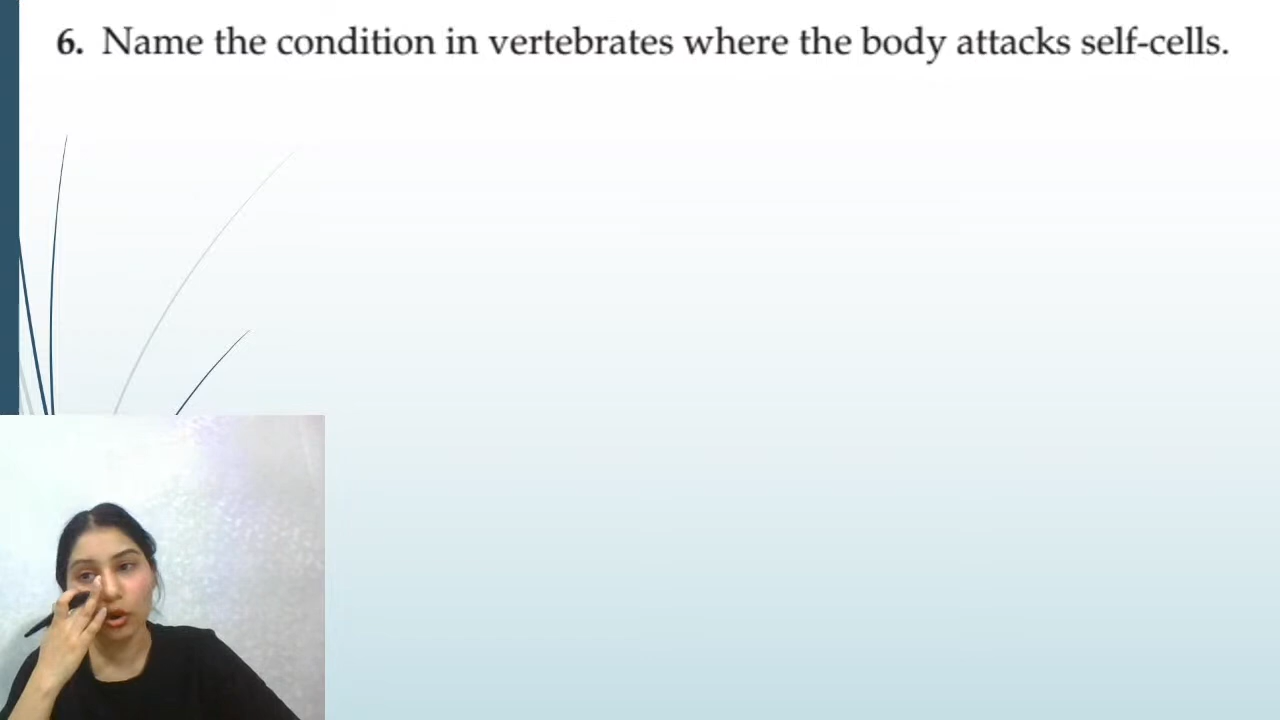 6. Name the condition in vertebrates where the body attacks self-cells.